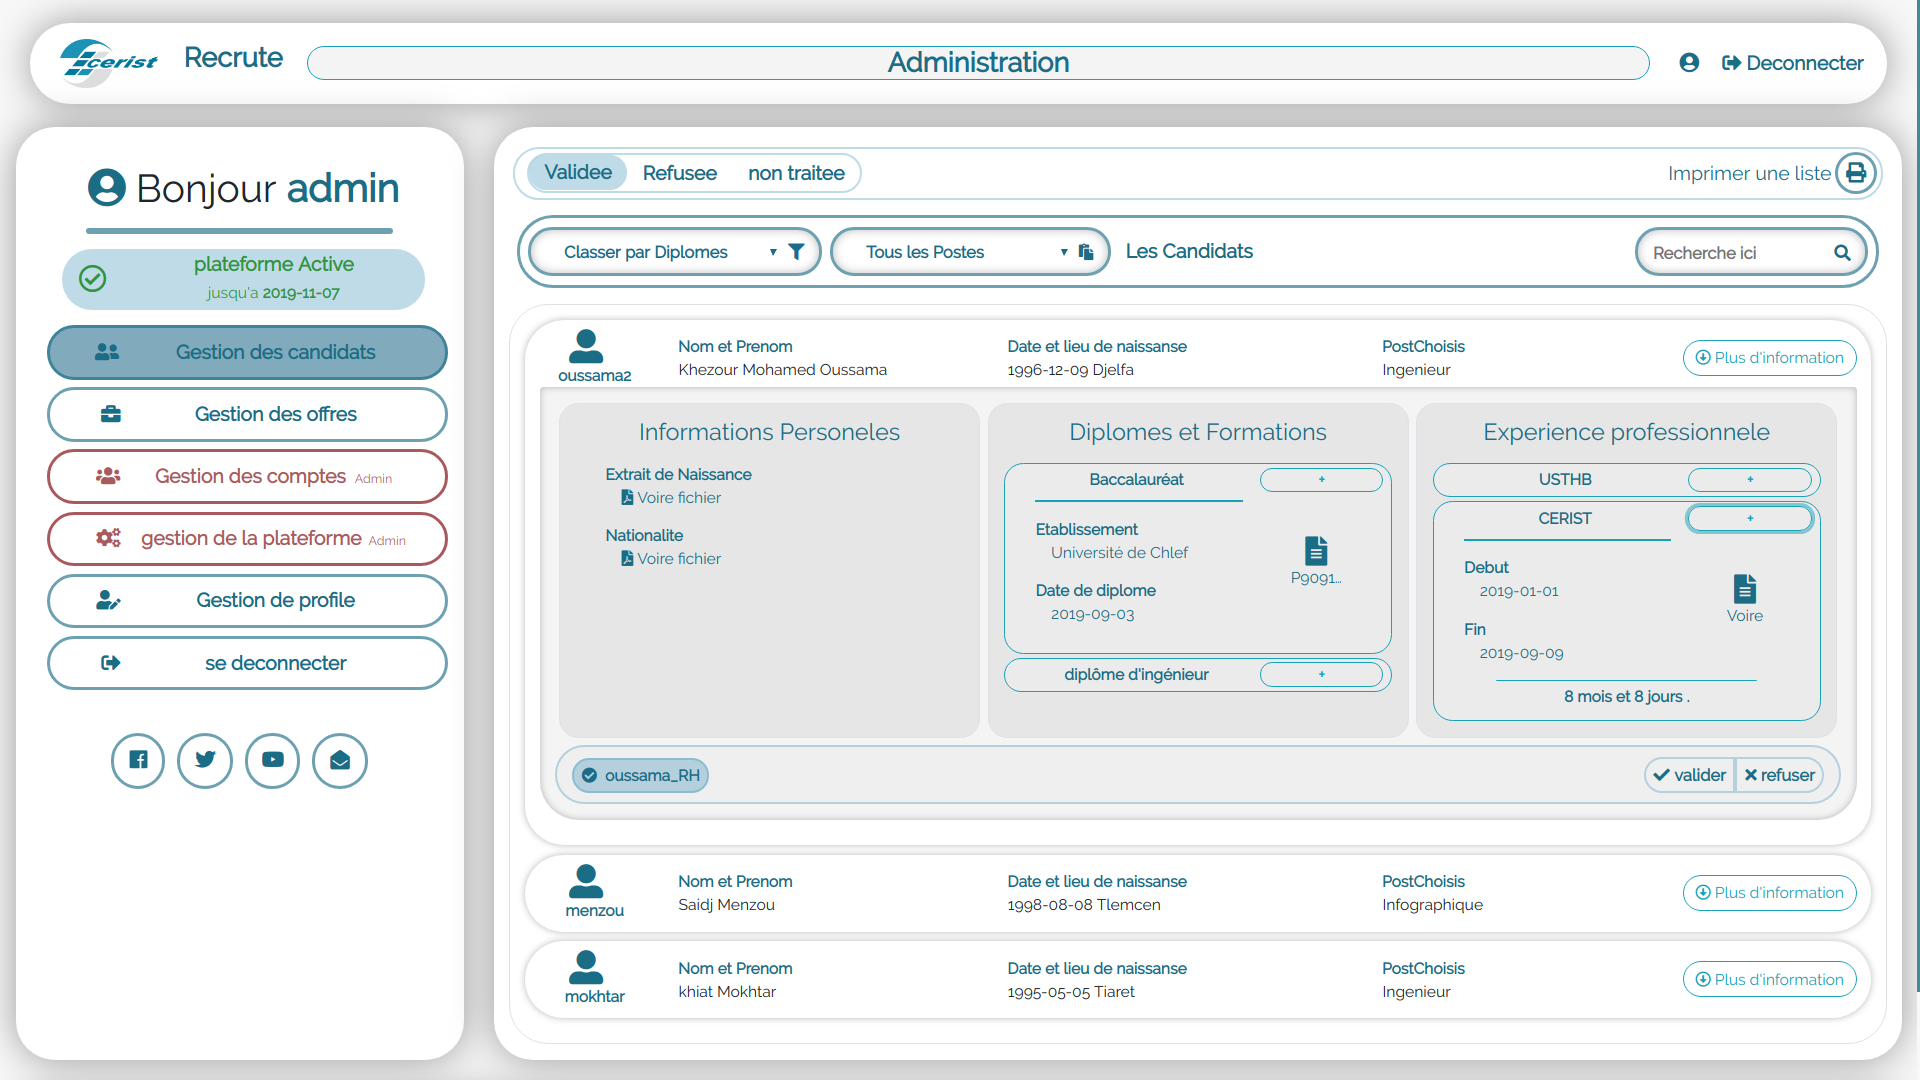 cerist
Recrute
Administration
Deconnecter
Bonjour admin
plateforme Active
jusqu'a 2019-11-07
Gestion des candidats
Gestion des offres
Gestion des comptes Admin
gestion de la plateforme Admin
Gestion de profile
se deconnecter
Validee
Refusee
non traitee
Imprimer une liste
Classer par Diplomes
Tous les Postes
Les Candidats
Recherche ici
oussama2
Nom et Prenom
Khezour Mohamed Oussama
Date et lieu de naissanse
1996-12-09 Djelfa
PostChoisis
Ingenieur
Plus d'information
Informations Personeles
Extrait de Naissance
Voire fichier
Nationalite
Voire fichier
Diplomes et Formations
Baccalauréat
+
Etablissement
Université de Chlef
Date de diplome
2019-09-03
P9091...
diplôme d'ingénieur
+
Experience professionnele
USTHB
+
CERIST
+
Debut
2019-01-01
Fin
2019-09-09
Voire
8 mois et 8 jours .
oussama_RH
valider
refuser
menzou
Nom et Prenom
Saidj Menzou
Date et lieu de naissanse
1998-08-08 Tlemcen
PostChoisis
Infographique
Plus d'information
mokhtar
Nom et Prenom
khiat Mokhtar
Date et lieu de naissanse
1995-05-05 Tiaret
PostChoisis
Ingenieur
Plus d'information